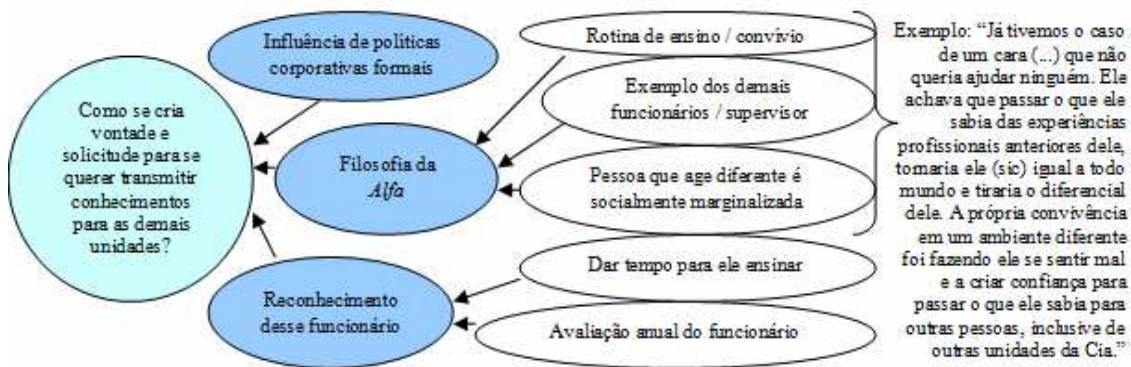 Como se cria
vontade e
solicitude para se
querer transmitir
conhecimentos
para as demais
unidades?
Influência de políticas
corporativas formais
Filosofia da
Alfa
Reconhecimento
desse funcionário
Rotina de ensino / convívio
Exemplo dos demais
funcionários / supervisor
Pessoa que age diferente é
socialmente marginalizada
Dar tempo para ele ensinar
Avaliação anual do funcionário
Exemplo: “Já tivemos o caso
de um cara (...) que não
queria ajudar ninguém. Ele
achava que passar o que ele
sabia das experiências
profissionais anteriores dele,
tornaria ele (sic) igual a todo
mundo e tiraria o diferencial
dele. A própria convivência
em um ambiente diferente
foi fazendo ele se sentir mal
e a criar confiança para
passar o que ele sabia para
outras pessoas, inclusive de
outras unidades da Cia.”